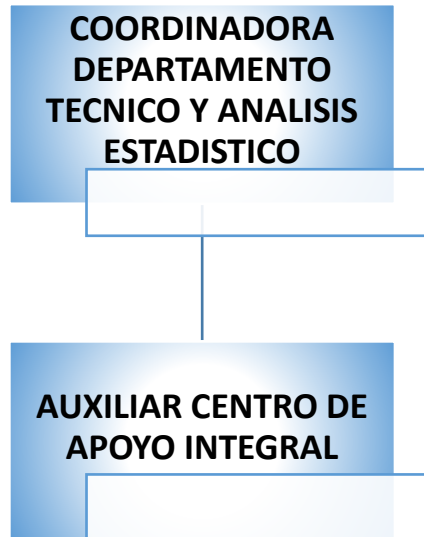 COORDINADORA
DEPARTAMENTO
TECNICO Y ANALISIS
ESTADISTICO
AUXILIAR CENTRO DE
APOYO INTEGRAL